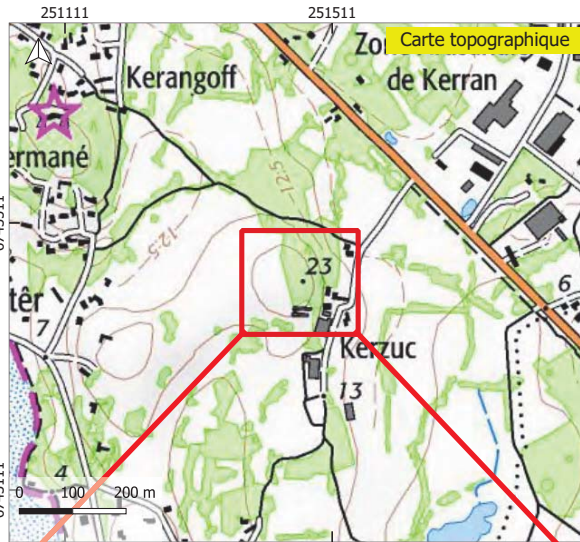 251111 251511
Carte topographique
Kerangoff
de Kerran
ermané
12.5
12.5
23
6
têr
7
Kerzuc
13
4
0 100 200 m